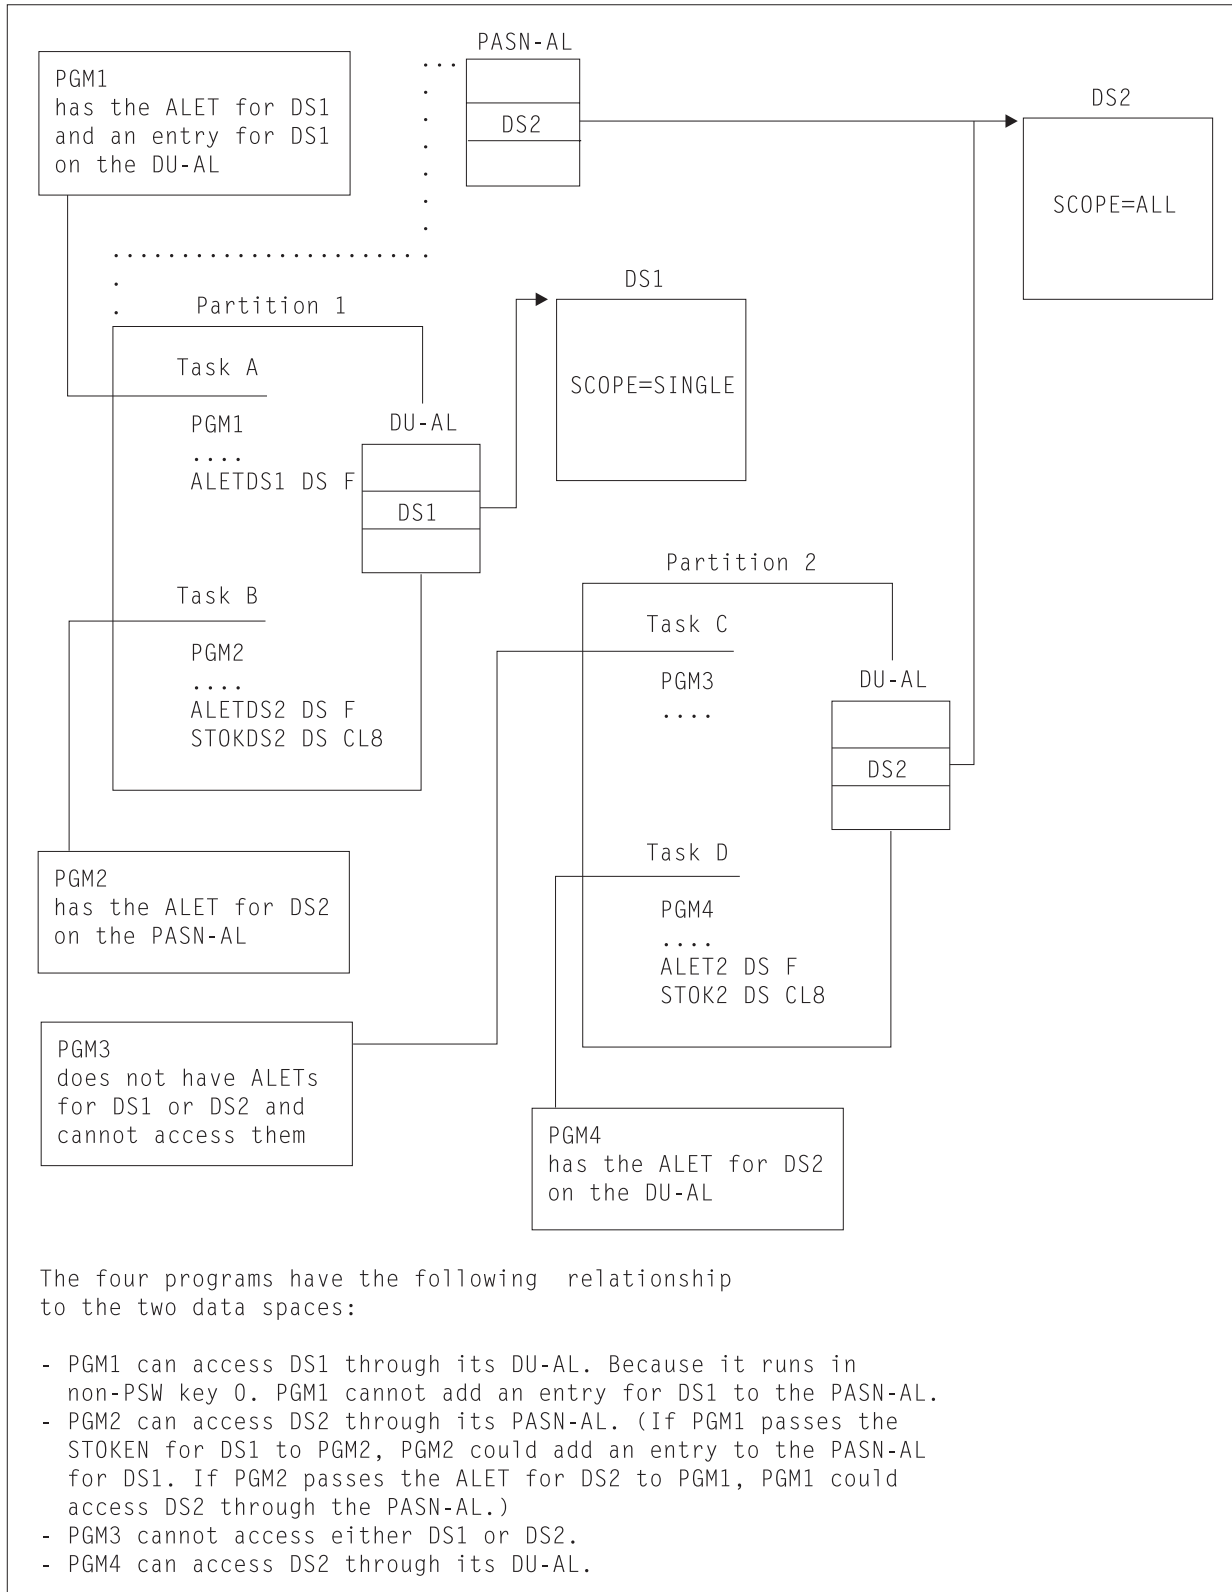 PASN-AL
PGM1
has the ALET for DS1
and an entry for DS1
on the DU-AL
DS2
DS2
SCOPE=ALL
DS1
SCOPE=SINGLE
Partition 1
Task A
PGM1
....
ALETDS1 DS F
DU-AL
DS1
Task B
PGM2
....
ALETDS2 DS F
STOKDS2 DS CL8
Partition 2
Task C
PGM3
....
DU-AL
DS2
Task D
PGM4
....
ALET2 DS F
STOK2 DS CL8
PGM2
has the ALET for DS2
on the PASN-AL
PGM3
does not have ALETs
for DS1 or DS2 and
cannot access them
PGM4
has the ALET for DS2
on the DU-AL
The four programs have the following relationship
to the two data spaces:
- PGM1 can access DS1 through its DU-AL. Because it runs in
non-PSW key 0. PGM1 cannot add an entry for DS1 to the PASN-AL.
- PGM2 can access DS2 through its PASN-AL. (If PGM1 passes the
STOKEN for DS1 to PGM2, PGM2 could add an entry to the PASN-AL
for DS1. If PGM2 passes the ALET for DS2 to PGM1, PGM1 could
access DS2 through the PASN-AL.)
- PGM3 cannot access either DS1 or DS2.
- PGM4 can access DS2 through its DU-AL.